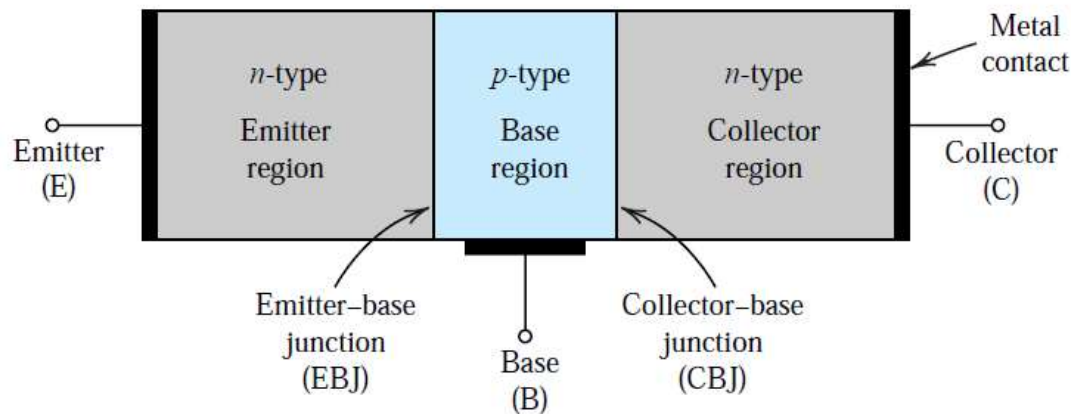 n-type
Emitter
region
p-type
Base
region
n-type
Collector
region
Metal
contact
Emitter
(E)
Collector
(C)
Emitter–base
junction
(EBJ)
Base
(B)
Collector–base
junction
(CBJ)